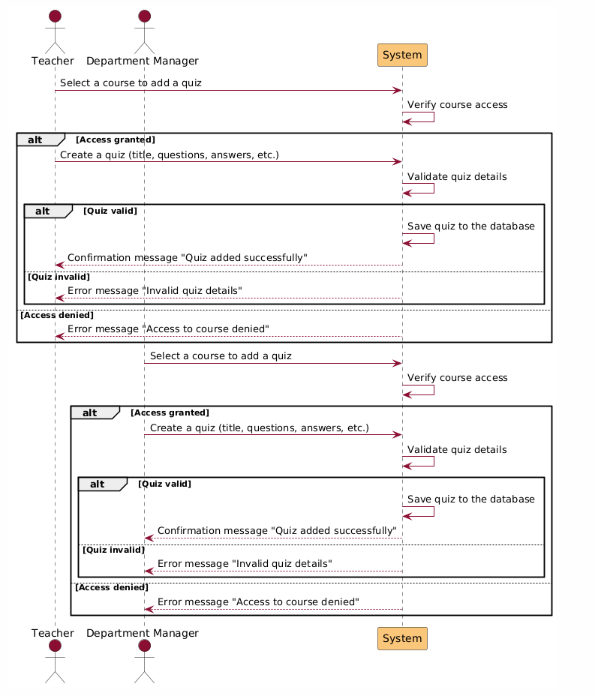 Teacher
Department Manager
System
Select a course to add a quiz
Verify course access
alt [Access granted]
Create a quiz (title, questions, answers, etc.)
Validate quiz details
alt [Quiz valid]
Save quiz to the database
Confirmation message "Quiz added successfully"
[Quiz invalid]
Error message "Invalid quiz details"
[Access denied]
Error message "Access to course denied"
Select a course to add a quiz
Verify course access
alt [Access granted]
Create a quiz (title, questions, answers, etc.)
Validate quiz details
alt [Quiz valid]
Save quiz to the database
Confirmation message "Quiz added successfully"
[Quiz invalid]
Error message "Invalid quiz details"
[Access denied]
Error message "Access to course denied"
Teacher
Department Manager
System